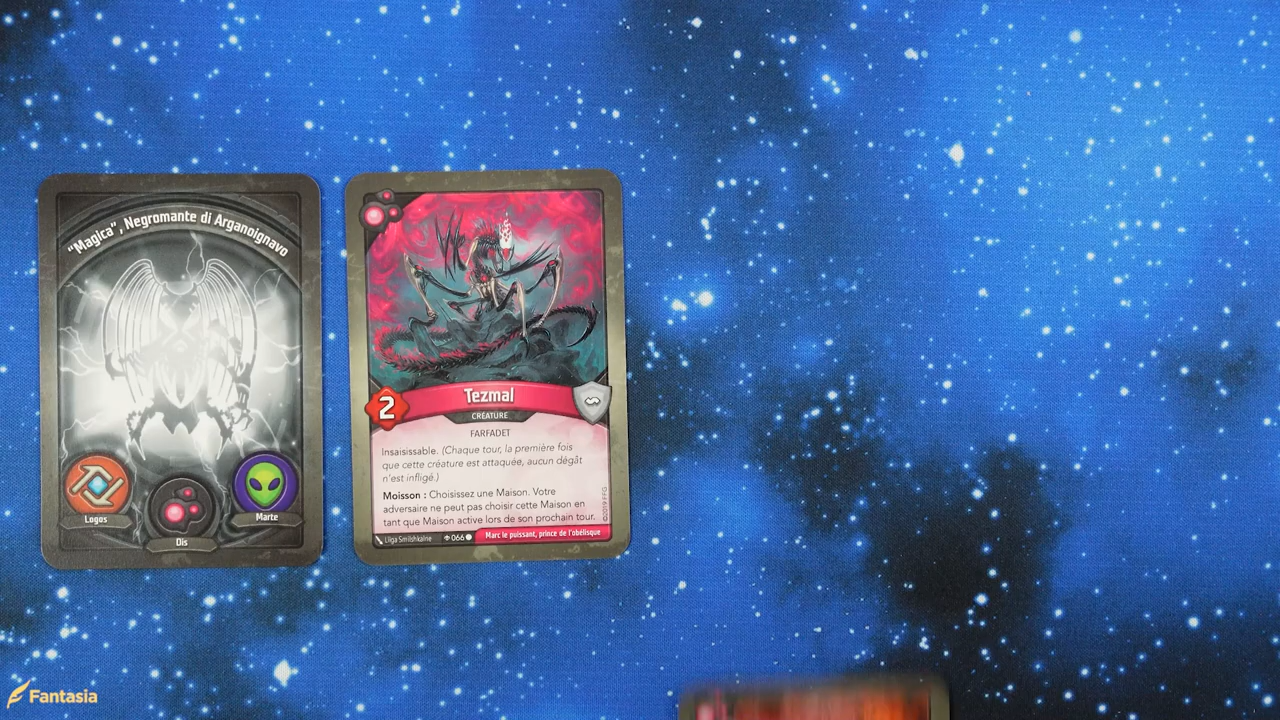 "Magica", Negromante di Arganoignavo
Logos
Dis
Marte
Tezmal
2
CRÉATURE
FARFADET
Insaisissable. (Chaque tour, la première fois
que cette créature est attaquée, aucun dégât
n'est infligé.)
Moisson : Choisissez une Maison. Votre
adversaire ne peut pas choisir cette Maison en
tant que Maison active lors de son prochain tour.
©2019 FFG
Lilga Smilshkalne
066
Marc le puissant, prince de l'obélisque
Fantasia